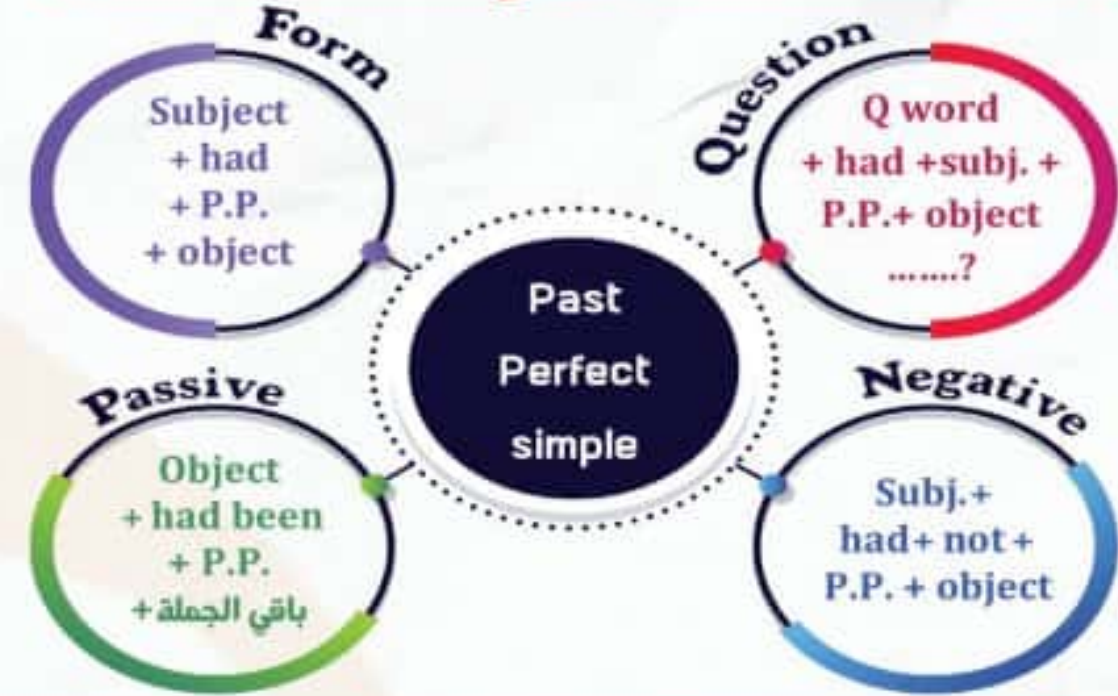 Form
Subject
+ had
+ P.P.
+ object
Question
Q word
+ had +subj. +
P.P.+ object
.......?
Past
Perfect
simple
Passive
Object
+ had been
+ P.P.
+ باقي الجملة
Negative
Subj.+
had+ not +
P.P. + object